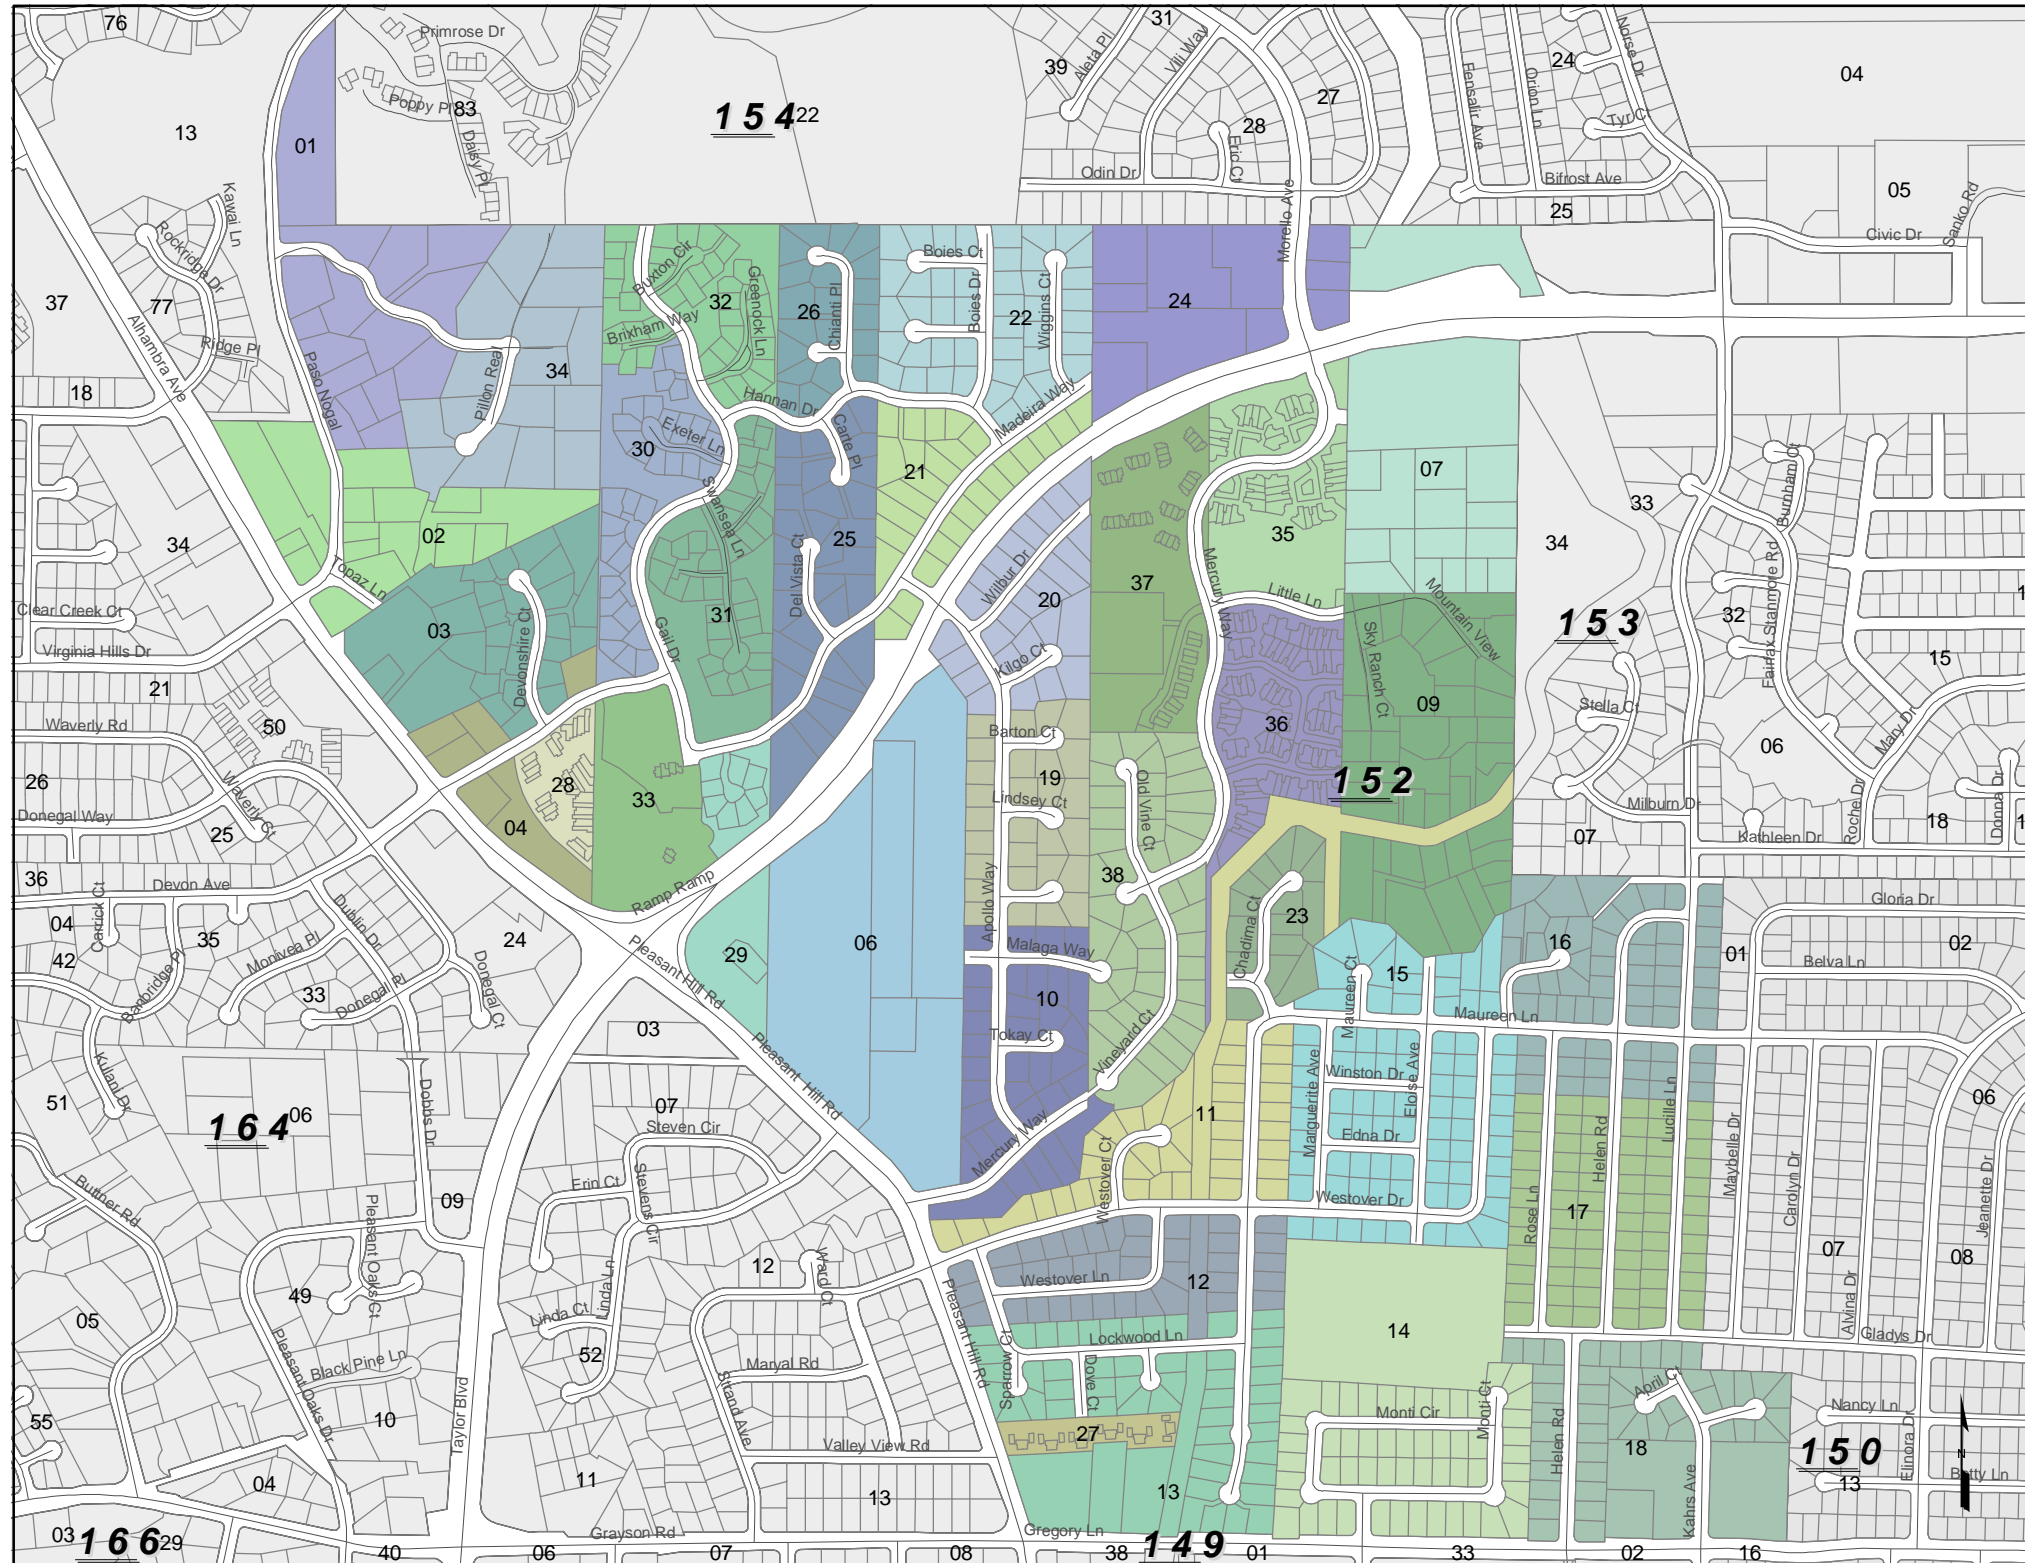 76
Primrose Dr
31
39
Aleta Pl
Vili Way
27
28
Eric Ct
Fensalir Ave
Orion Ln
24
Norse Dr
Tyr Ct
04
13
01
Poppy Pl
83
Daisy Pl
154
22
Odin Dr
Bifrost Ave
25
05
Sanko Rd
Civic Dr
Kawai Ln
Rockridge Dr
77
37
Ridge Pl
Alhambra Ave
18
Paso Nogal
Pillon Real
34
Buxton Cir
32
Greenock Ln
Brixham Way
26
Chianti Pl
Boies Ct
Boies Dr
22
Wiggins Ct
24
Morello Ave
Hannan Dr
Madeira Way
30
Exeter Ln
Carte Pl
21
Swansea Ln
35
07
33
34
Burnham Ct
34
02
Topaz Ln
Clear Creek Ct
03
Devonshire Ct
Gail Dr
31
Del Vista Ct
25
Wilbur Dr
20
Kilgo Ct
37
Mercury Way
Little Ln
Mountain View
Sky Ranch Ct
09
153
32
Fairfax
Stanmore Rd
15
Virginia Hills Dr
21
Waverly Rd
50
26
Donegal Way
25
Waverly Ct
28
04
33
Barton Ct
19
Lindsey Ct
Old Vine Ct
36
152
Stella Ct
06
Mary Dr
Milburn Dr
07
Kathleen Dr
Rochel Dr
18
Donna Dr
36
Devon Ave
04
42
Carrick Ct
35
Banbridge Pl
Monivea Pl
Dublin Dr
33
Donegal Pl
24
Donegal Ct
Ramp Ramp
Pleasant Hill Rd
29
06
Apollo Way
Malaga Way
10
38
Chadima Ct
23
Maureen Ct
15
16
01
Gloria Dr
02
Belva Ln
Maureen Ln
03
Pleasant Hill Rd
Tokay Ct
Vineyard Ct
11
Marguerite Ave
Winston Dr
Eloise Ave
Edna Dr
Westover Dr
51
Kulani Dr
164
06
Dobbs Dr
07
Steven Cir
Mercury Way
Westover Ct
Lucille Ln
Helen Rd
Maybelle Dr
06
Buttner Rd
Pleasant Oaks Ct
09
Erin Ct
Stevens Cir
Rose Ln
17
Carolyn Dr
07
Alvina Dr
08
Jeanette Dr
49
12
Ward Ct
Westover Ln
12
05
Linda Ct
Linda Ln
52
Pleasant Hill Rd
Lockwood Ln
14
Gladys Dr
Black Pine Ln
Pleasant Oaks Dr
10
Taylor Blvd
Maryal Rd
Strand Ave
Sparrow Ct
Dove Ct
27
Monti Cir
Monti Ct
Helen Rd
April Ct
18
Kahrs Ave
Nancy Ln
150
Elinora Dr
Betty Ln
13
N
55
04
11
Valley View Rd
13
13
03
166
29
40
06
Grayson Rd
07
08
Gregory Ln
38
149
01
33
02
16